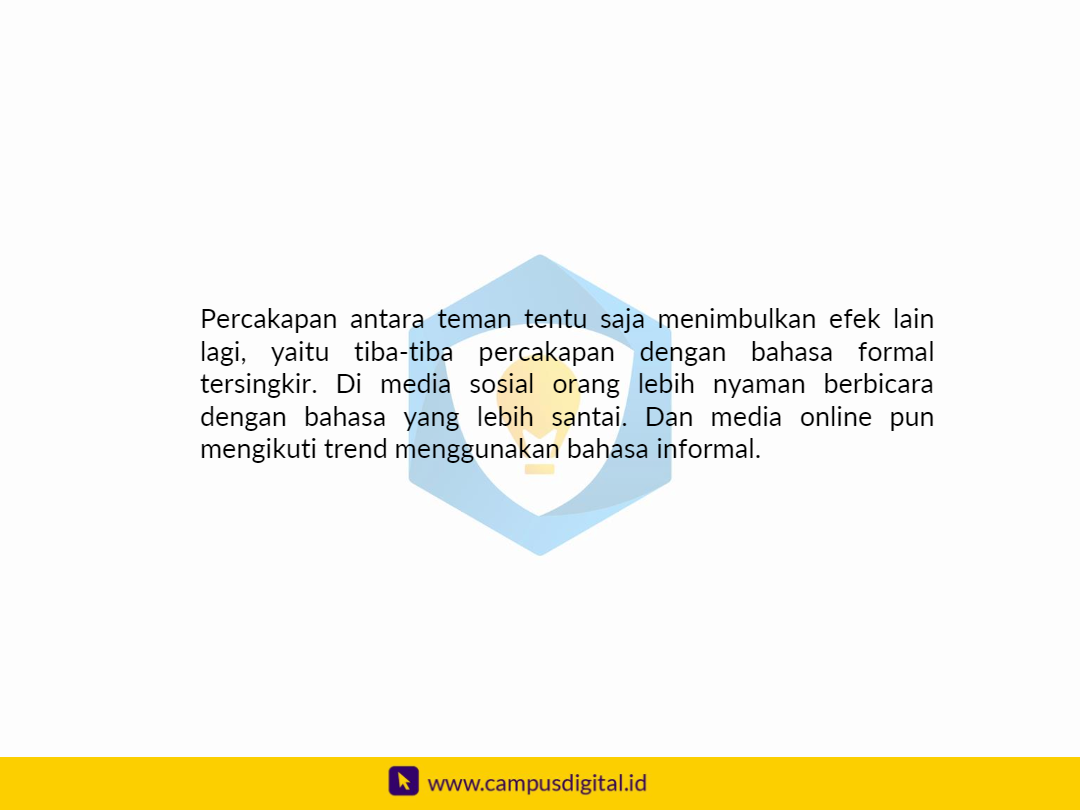 Percakapan antara teman tentu saja menimbulkan efek lain
lagi, yaitu tiba-tiba percakapan dengan bahasa formal
tersingkir. Di media sosial orang lebih nyaman berbicara
dengan bahasa yang lebih santai. Dan media online pun
mengikuti trend menggunakan bahasa informal.
www.campusdigital.id